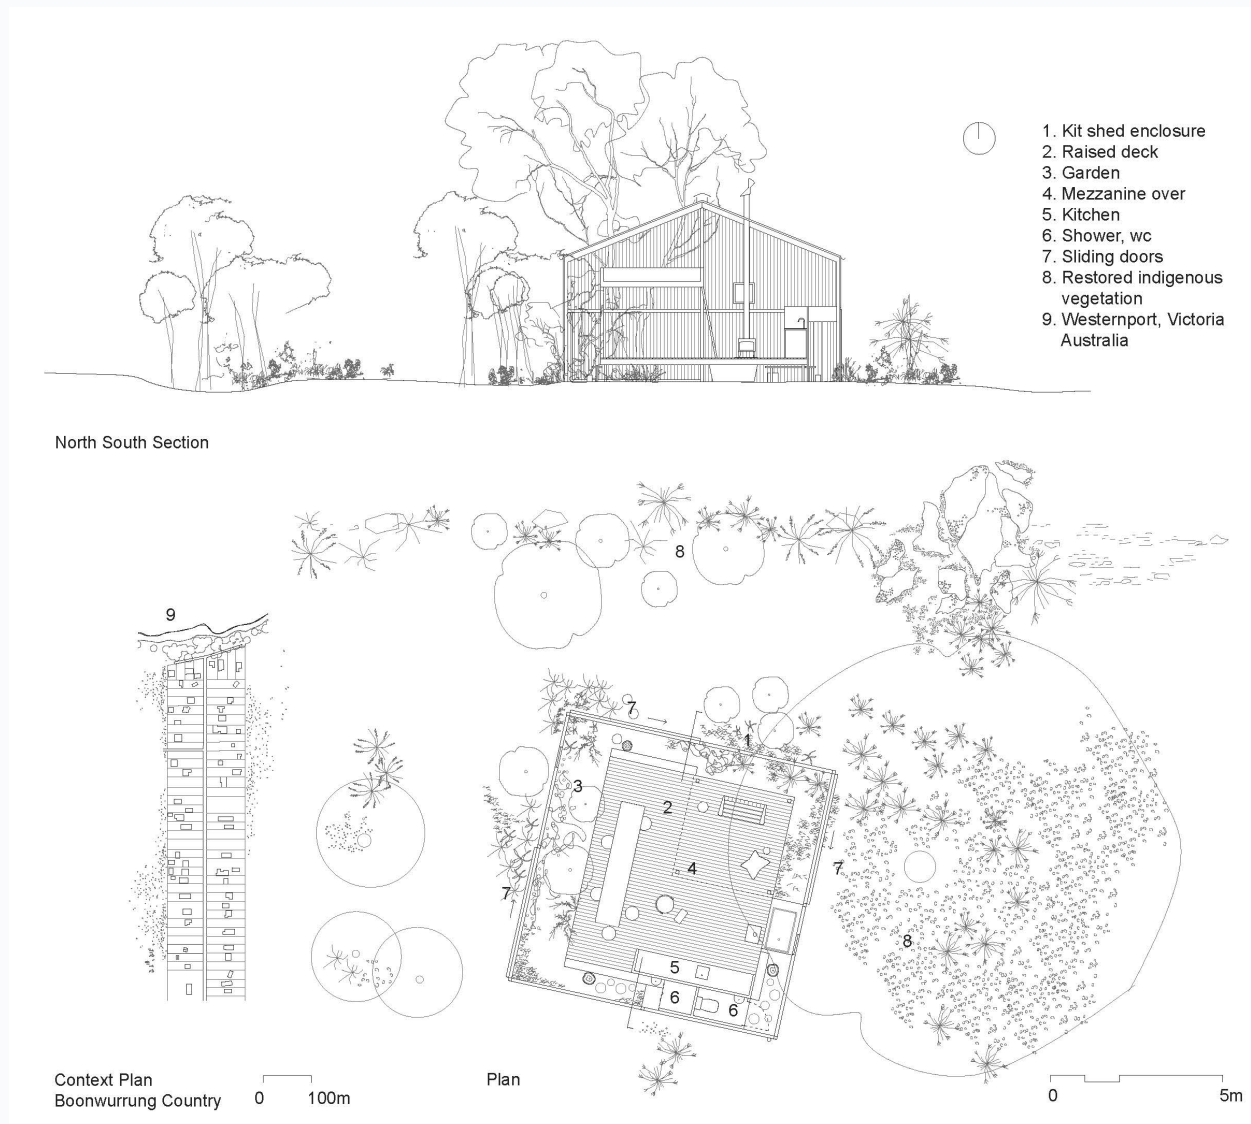 1. Kit shed enclosure
2. Raised deck
3. Garden
4. Mezzanine over
5. Kitchen
6. Shower, wc
7. Sliding doors
8. Restored indigenous
vegetation
9. Westernport, Victoria
Australia
North South Section
8
9
7
1
3
2
4
7
7
8
5
6
6
Context Plan
Boonwurrung Country
0
100m
Plan
0
5m